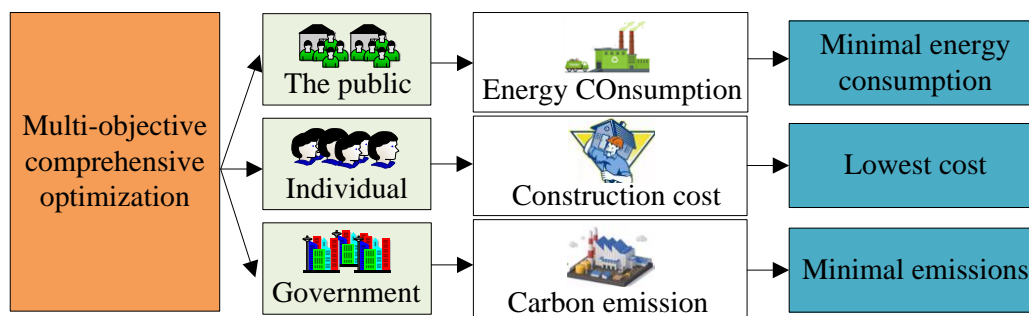 Multi-objective
comprehensive
optimization
The public
Energy COnsumption
Minimal energy
consumption
Individual
Construction cost
Lowest cost
Government
Carbon emission
Minimal emissions